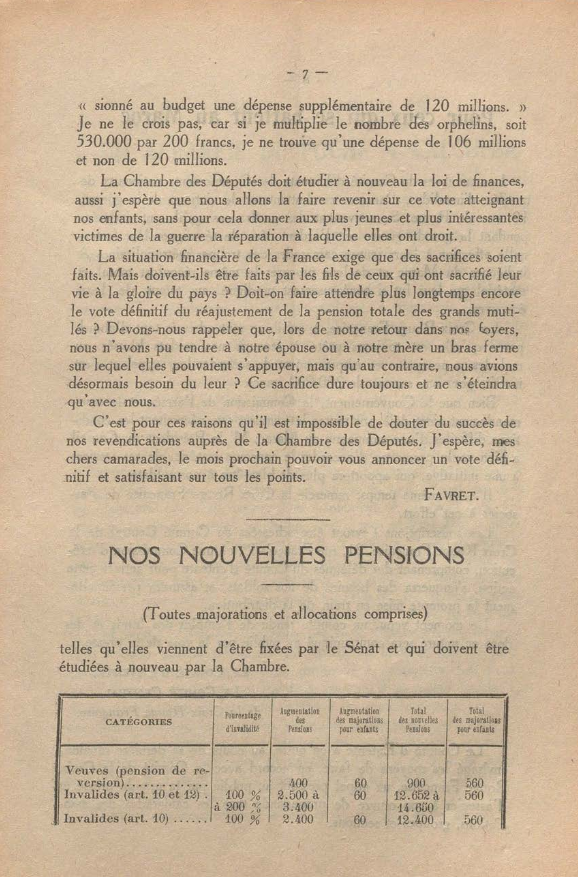 — 7 —
« sionné au budget une dépense supplémentaire de 120 millions. »
Je ne le crois pas, car si je multiplie le nombre des orphelins, soit
530.000 par 200 francs, je ne trouve qu'une dépense de 106 millions
et non de 120 millions.
La Chambre des Députés doit étudier à nouveau la loi de finances,
aussi j'espère que nous allons la faire revenir sur ce vote atteignant
nos enfants, sans pour cela donner aux plus jeunes et plus intéressantes
victimes de la guerre la réparation à laquelle elles ont droit.
La situation financière de la France exige que des sacrifices soient
faits. Mais doivent-ils être faits par les fils de ceux qui ont sacrifié leur
vie à la gloire du pays ? Doit-on faire attendre plus longtemps encore
le vote définitif du réajustement de la pension totale des grands muti-
lés ? Devons-nous rappeler que, lors de notre retour dans nos foyers,
nous n'avons pu tendre à notre épouse ou à notre mère un bras ferme
sur lequel elles pouvaient s'appuyer, mais qu'au contraire, nous avions
désormais besoin du leur ? Ce sacrifice dure toujours et ne s'éteindra
qu'avec nous.
C'est pour ces raisons qu'il est impossible de douter du succès de
nos revendications auprès de la Chambre des Députés. J'espère, mes
chers camarades, le mois prochain pouvoir vous annoncer un vote défi-
nitif et satisfaisant sur tous les points.
FAVRET.
NOS NOUVELLES PENSIONS
(Toutes majorations et allocations comprises)
telles qu'elles viennent d'être fixées par le Sénat et qui doivent être
étudiées à nouveau par la Chambre.
CATÉGORIES
Pourcentage
d'invalidité
Augmentation
des
Pensions
Augmentation
des majorations
pour enfants
Total
des nouvelles
Pensions
Total
des majorations
pour enfants
Veuves (pension de re-
version).............. 400 60 900 560
Invalides (art. 10 et 12) . 100 % 2.500 à 60 12.652 à 560
à 200 % 3.400 14.650
Invalides (art. 10) ...... 100 % 2.400 60 12.400 560